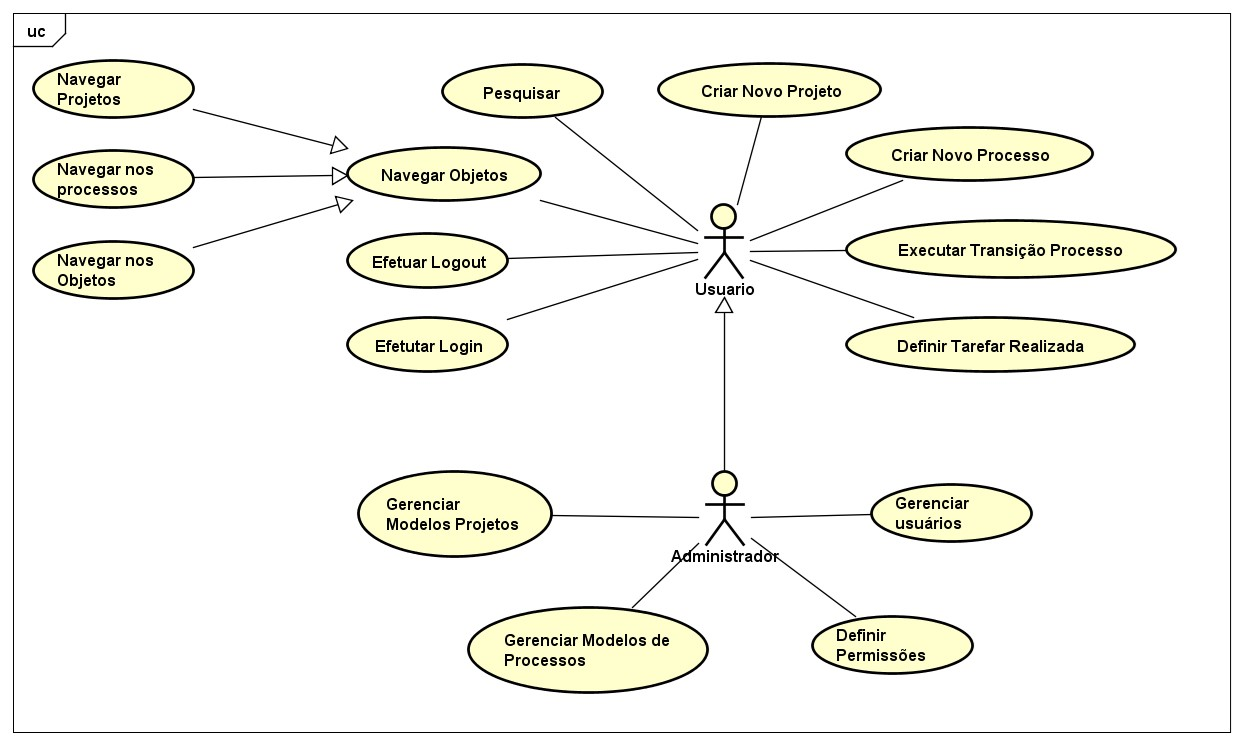 uc
Navegar
Projetos
Pesquisar
Criar Novo Projeto
Navegar nos
processos
Navegar Objetos
Criar Novo Processo
Navegar nos
Objetos
Efetuar Logout
Executar Transição Processo
Usuario
Efetutar Login
Definir Tarefar Realizada
Gerenciar
Modelos Projetos
Gerenciar
usuários
Administrador
Gerenciar Modelos de
Processos
Definir
Permissões